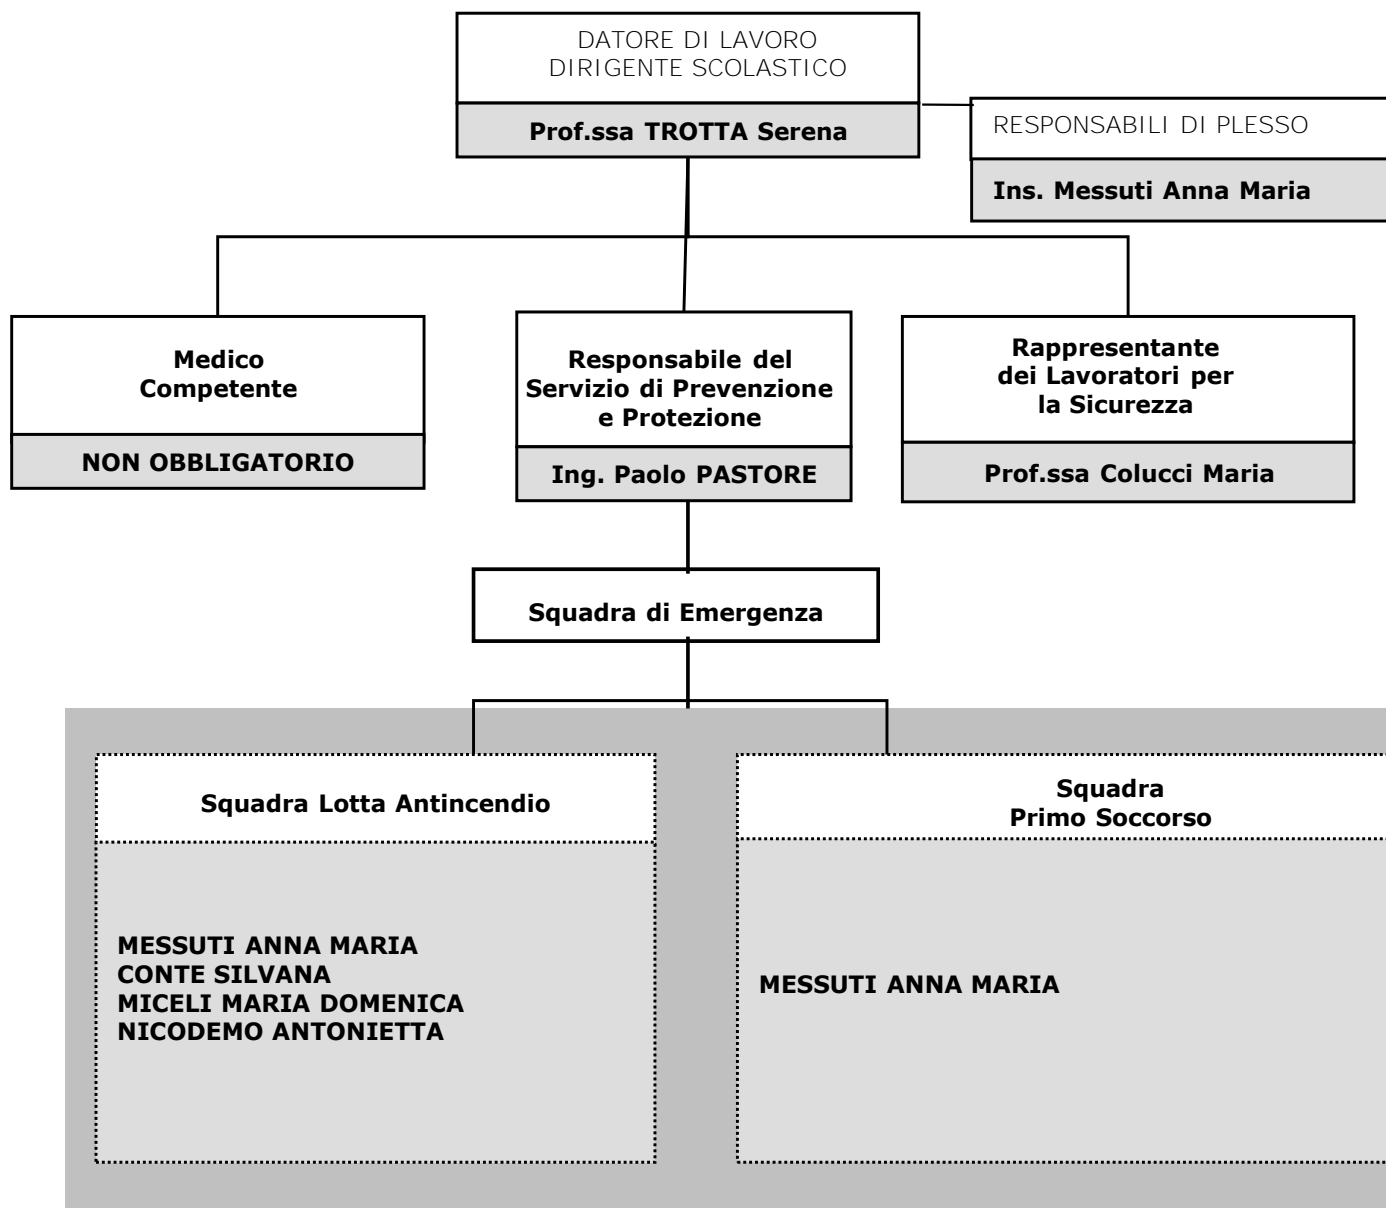 DATORE DI LAVORO
DIRIGENTE SCOLASTICO
Prof.ssa TROTTA Serena
RESPONSABILI DI PLESSO
Ins. Messuti Anna Maria
Medico
Competente
NON OBBLIGATORIO
Responsabile del
Servizio di Prevenzione
e Protezione
Ing. Paolo PASTORE
Rappresentante
dei Lavoratori per
la Sicurezza
Prof.ssa Colucci Maria
Squadra di Emergenza
Squadra Lotta Antincendio
MESSUTI ANNA MARIA
CONTE SILVANA
MICELI MARIA DOMENICA
NICODEMO ANTONIETTA
Squadra
Primo Soccorso
MESSUTI ANNA MARIA